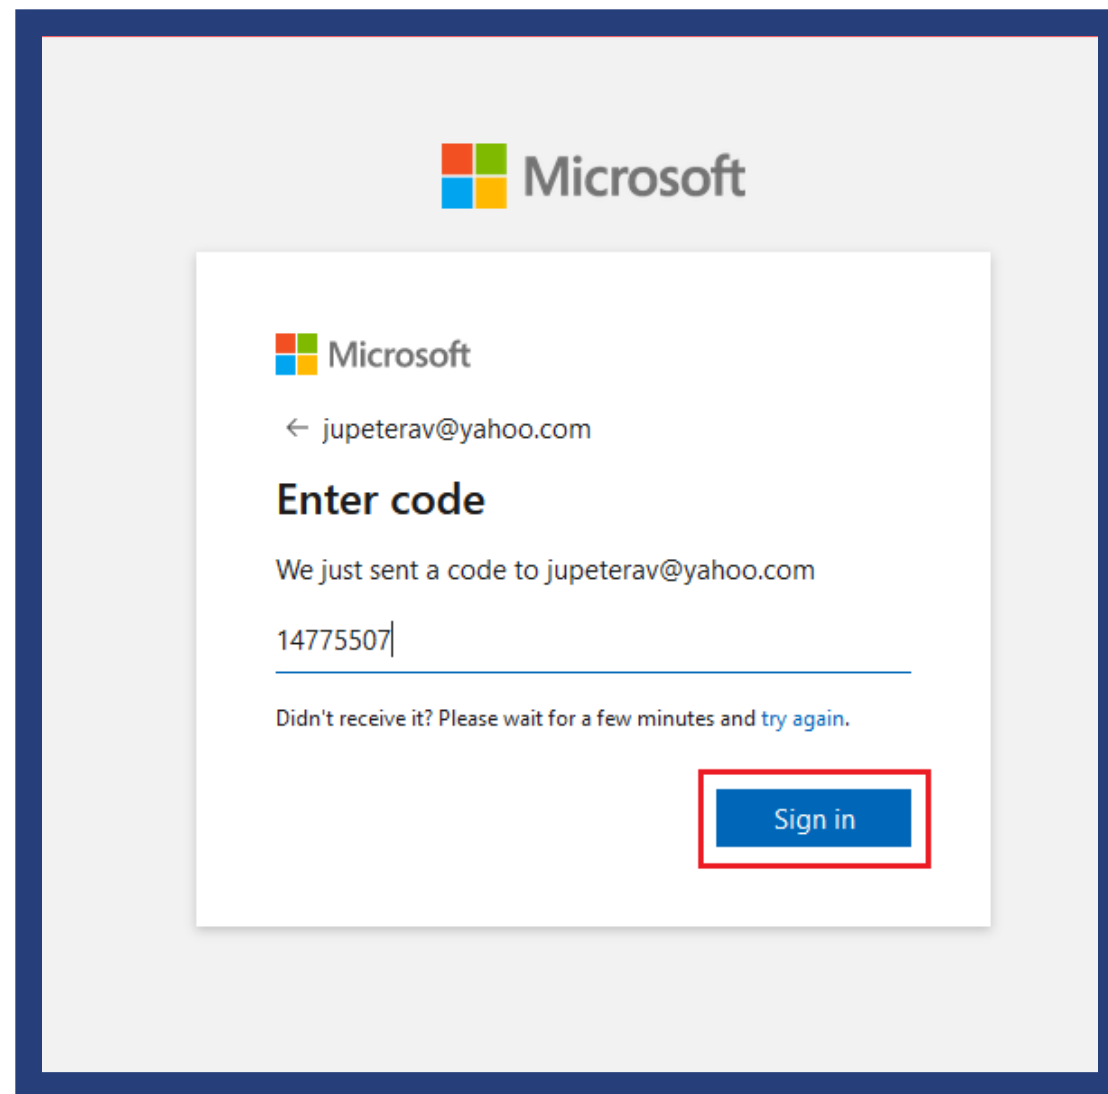 Microsoft
Microsoft
← jupeterav@yahoo.com
Enter code
We just sent a code to jupeterav@yahoo.com
14775507
Didn't receive it? Please wait for a few minutes and try again.
Sign in